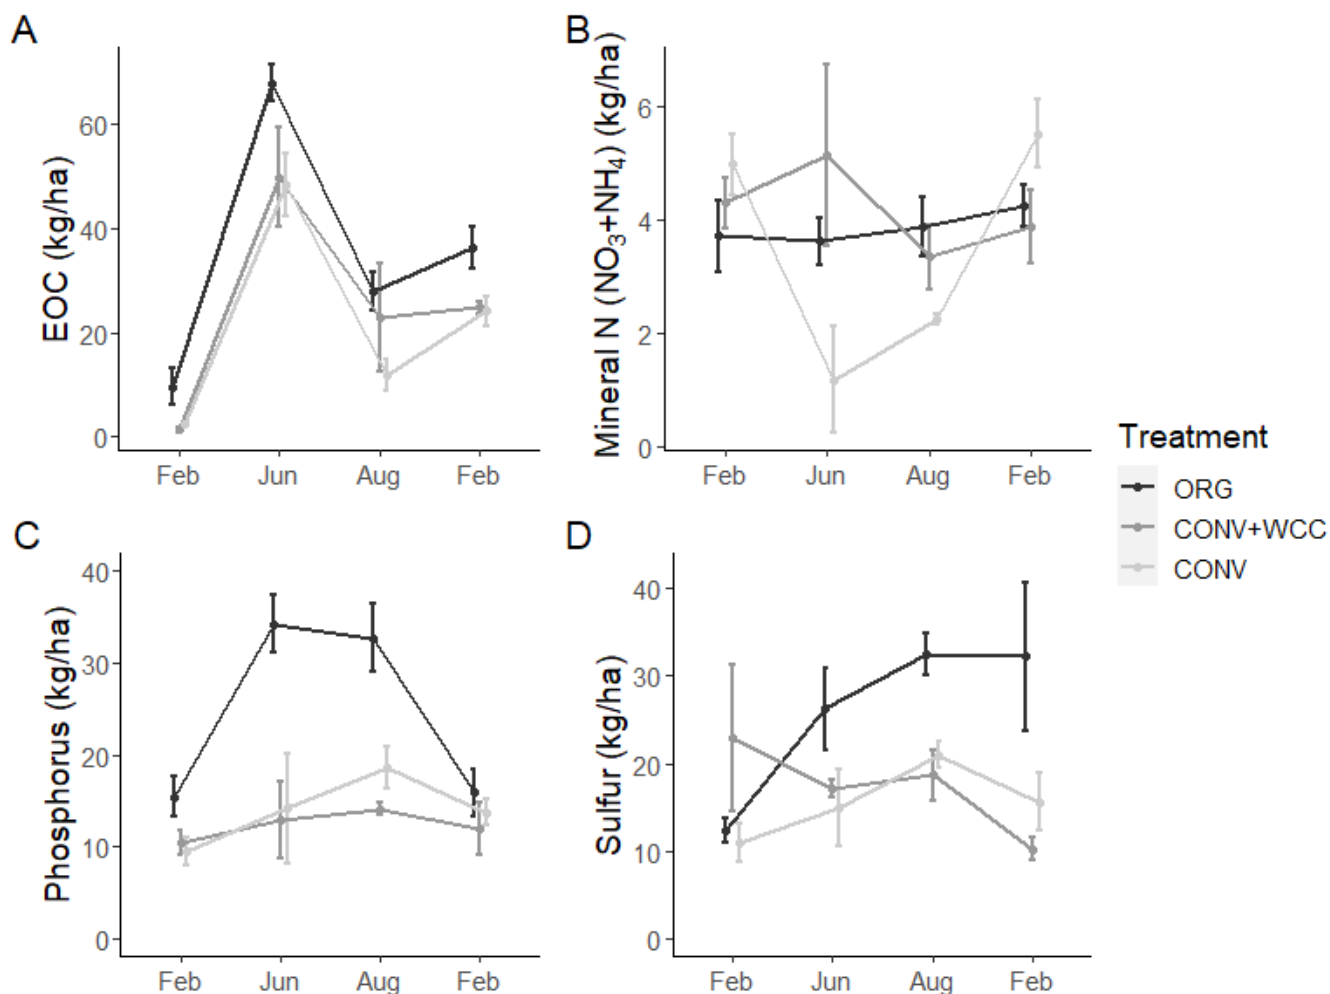 A
EOC (kg/ha)
60
40
20
0
Feb Jun Aug Feb
B
Mineral N (NO₃+NH₄) (kg/ha)
6
4
2
0
Feb Jun Aug Feb
C
Phosphorus (kg/ha)
40
30
20
10
0
Feb Jun Aug Feb
D
Sulfur (kg/ha)
40
30
20
10
0
Feb Jun Aug Feb
Treatment
ORG
CONV+WCC
CONV